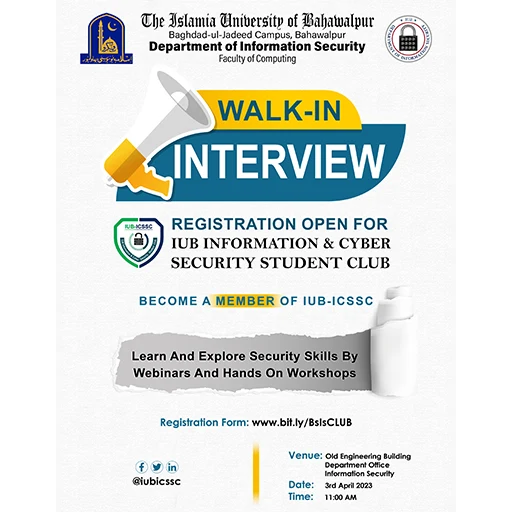 The Islamia University of Bahawalpur
Baghdad-ul-Jadeed Campus, Bahawalpur
Department of Information Security
Faculty of Computing
WALK-IN
INTERVIEW
IUB-ICSSC
REGISTRATION OPEN FOR
IUB INFORMATION & CYBER
SECURITY STUDENT CLUB
BECOME A MEMBER OF IUB-ICSSC
Learn And Explore Security Skills By
Webinars And Hands On Workshops
Registration Form: www.bit.ly/BsIsCLUB
@iubicssc
Venue: Old Engineering Building
Department Office
Information Security
Date: 3rd April 2023
Time: 11:00 AM